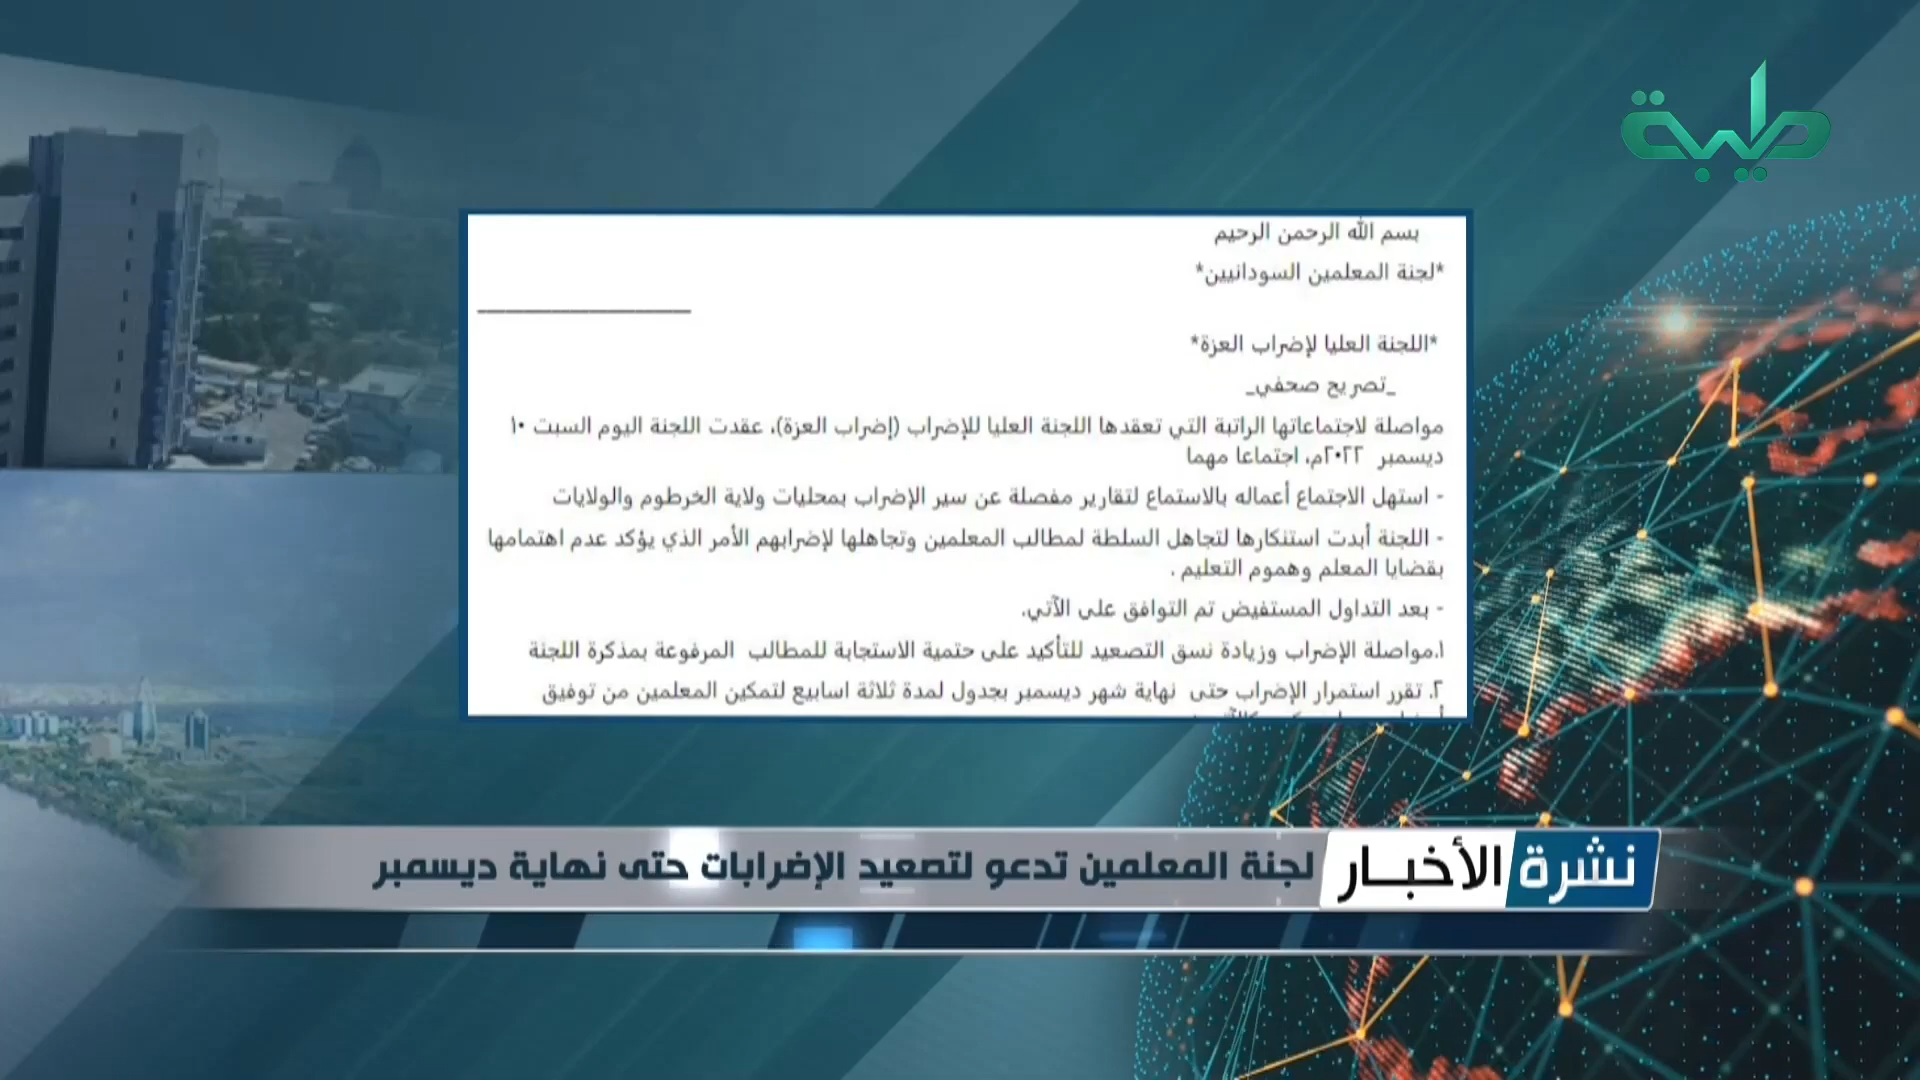 طيبة
بسم الله الرحمن الرحيم
*لجنة المعلمين السودانيين*
*اللجنة العليا لإضراب العزة*
_تصريح صحفي_
مواصلة لاجتماعاتها الراتبة التي تعقدها اللجنة العليا للإضراب (إضراب العزة)، عقدت اللجنة اليوم السبت ١٠
ديسمبر ٢٠٢٢م، اجتماعا مهما
- استهل الاجتماع أعماله بالاستماع لتقارير مفصلة عن سير الإضراب بمحليات ولاية الخرطوم والولايات
- اللجنة أبدت استنكارها لتجاهل السلطة لمطالب المعلمين وتجاهلها لإضرابهم الأمر الذي يؤكد عدم اهتمامها
بقضايا المعلم وهموم التعليم .
- بعد التداول المستفيض تم التوافق على الآتي.
١.مواصلة الإضراب وزيادة نسق التصعيد للتأكيد على حتمية الاستجابة للمطالب المرفوعة بمذكرة اللجنة
٢. تقرر استمرار الإضراب حتى نهاية شهر ديسمبر بجدول لمدة ثلاثة اسابيع لتمكين المعلمين من توفيق
نشرة الأخبار لجنة المعلمين تدعو لتصعيد الإضرابات حتى نهاية ديسمبر